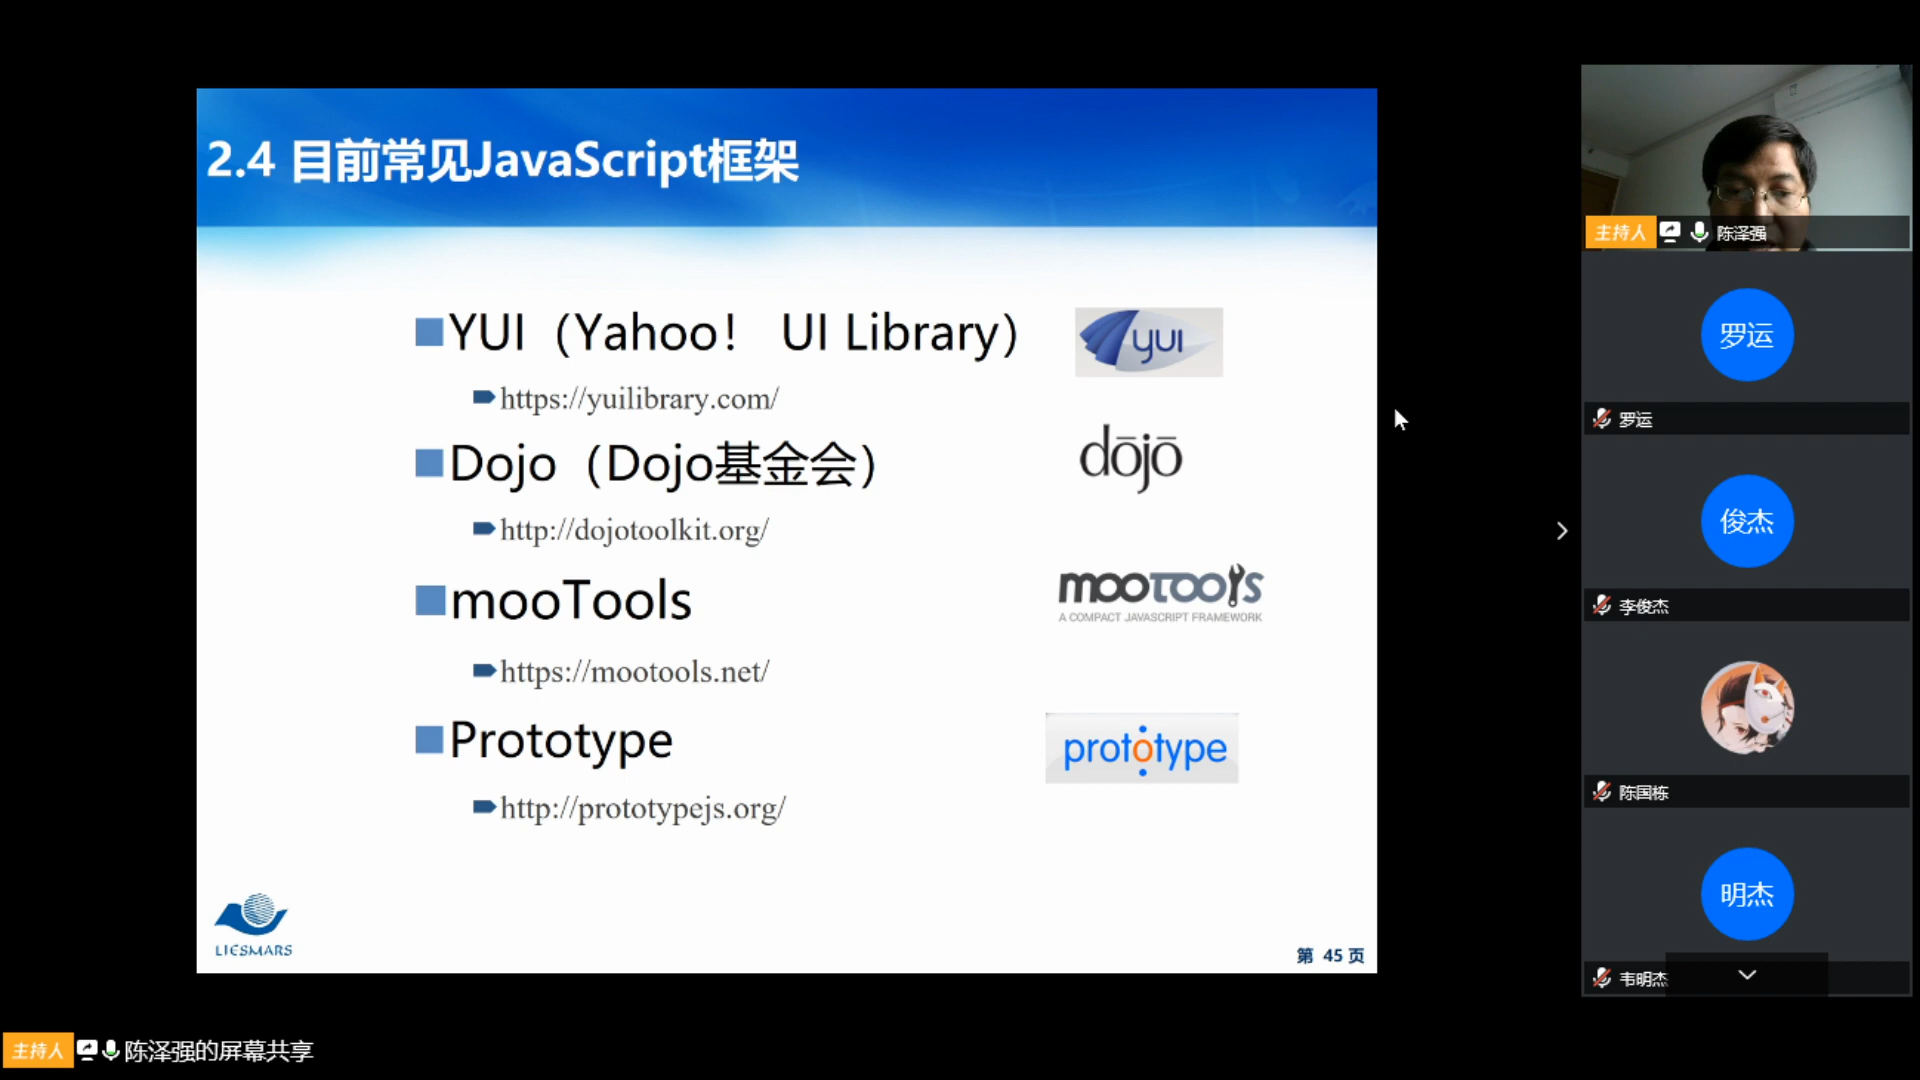 2.4 目前常见JavaScript框架
YUI（Yahoo！ UI Library）
https://yuilibrary.com/
yui
Dojo（Dojo基金会）
http://dojotoolkit.org/
dōjō
mooTools
https://mootools.net/
mootools
A COMPACT JAVASCRIPT FRAMEWORK
Prototype
http://prototypejs.org/
prototype
LIESMARS
第 45 页
主持人 陈泽强
罗运
罗运
俊杰
李俊杰
陈国栋
明杰
韦明杰
主持人 陈泽强的屏幕共享